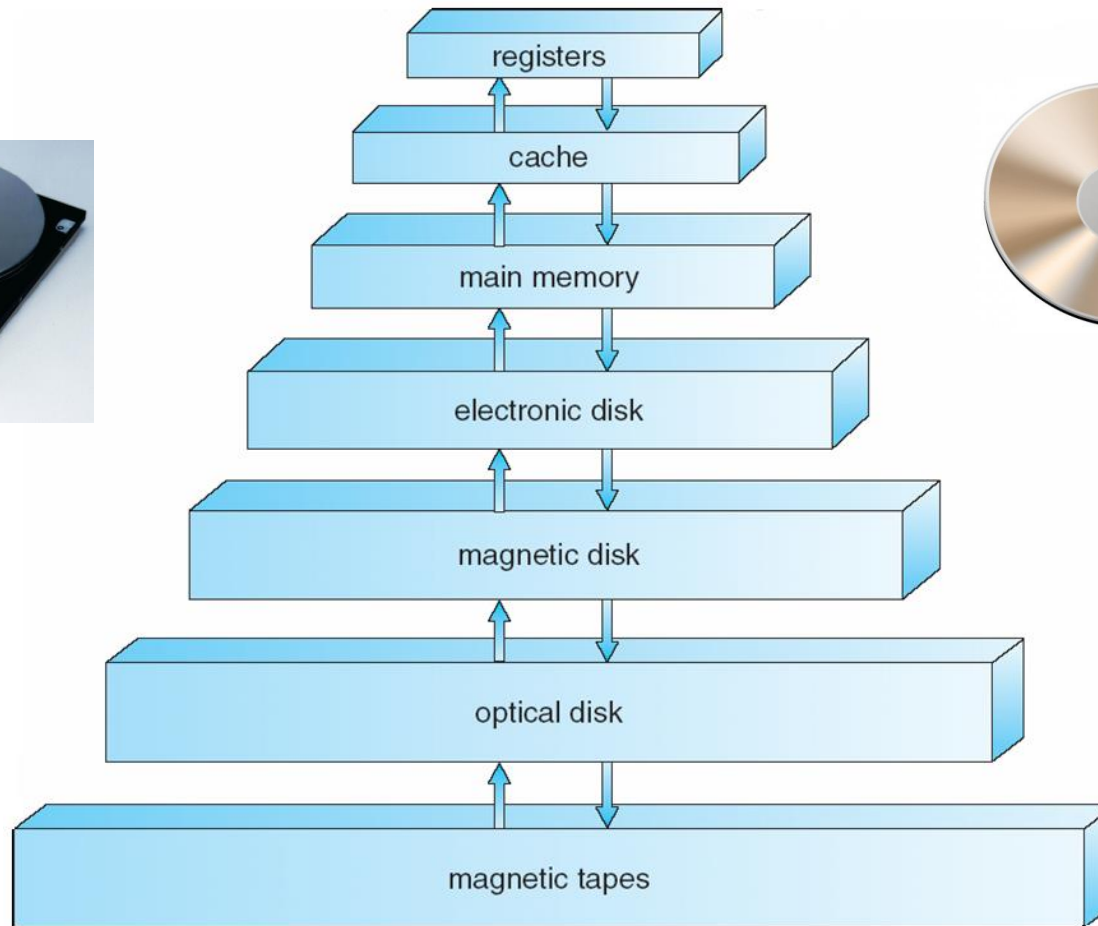 registers
cache
main memory
electronic disk
magnetic disk
optical disk
magnetic tapes